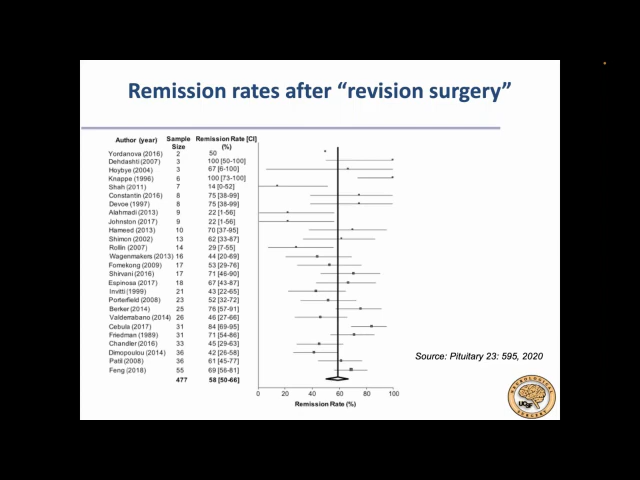 Remission rates after “revision surgery”
Author (year) Sample Size Remission Rate [CI] (%)
Yordanova (2016) 2 50
Dehdashti (2007) 3 100 [50-100]
Hoybye (2004) 3 67 [6-100]
Knappe (1996) 6 100 [73-100]
Shah (2011) 7 14 [0-52]
Constantin (2016) 8 75 [38-99]
Devoe (1997) 8 75 [38-99]
Alahmadi (2013) 9 22 [1-56]
Johnston (2017) 9 22 [1-56]
Hameed (2013) 10 70 [37-95]
Shimon (2002) 13 62 [33-87]
Rollin (2007) 14 29 [7-55]
Wagenmakers (2013) 16 44 [20-69]
Fomekong (2009) 17 53 [29-76]
Shirvani (2016) 17 71 [46-90]
Espinosa (2017) 18 67 [43-87]
Invitti (1999) 21 43 [22-65]
Porterfield (2008) 23 52 [32-72]
Berker (2014) 25 76 [57-91]
Valderrabano (2014) 26 46 [27-66]
Cebula (2017) 31 84 [69-95]
Friedman (1989) 31 71 [54-86]
Chandler (2016) 33 45 [29-63]
Dimopoulou (2014) 36 42 [26-58]
Patil (2008) 36 61 [45-77]
Feng (2018) 55 69 [56-81]
477 58 [50-66]
0 20 40 60 80 100
Remission Rate (%)
Source: Pituitary 23: 595, 2020
NEUROLOGICAL
UCSF
SURGERY